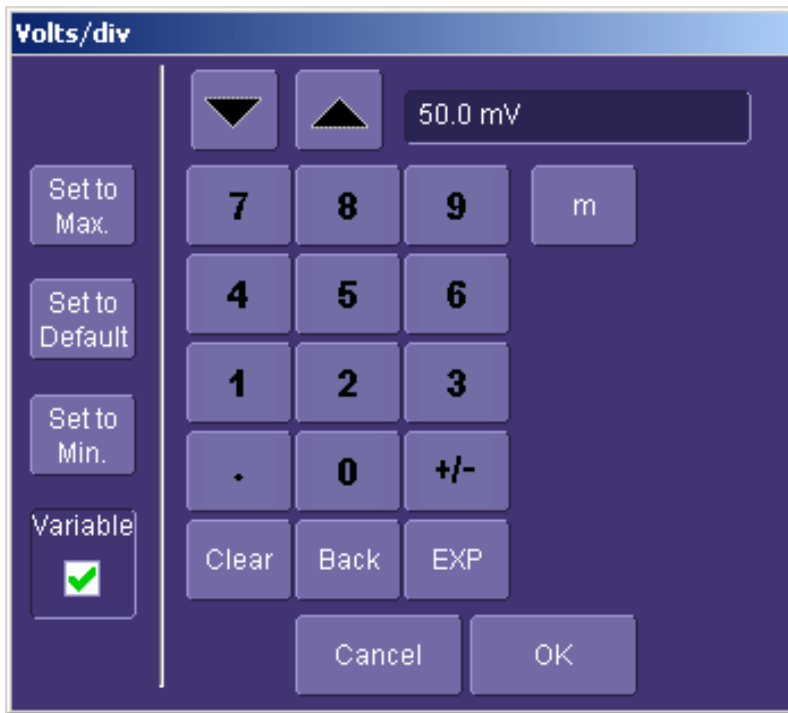 Volts/div
50.0 mV
Set to
Max.
7
8
9
m
Set to
Default
4
5
6
1
2
3
Set to
Min.
.
0
+/-
Variable
Clear
Back
EXP
Cancel
OK